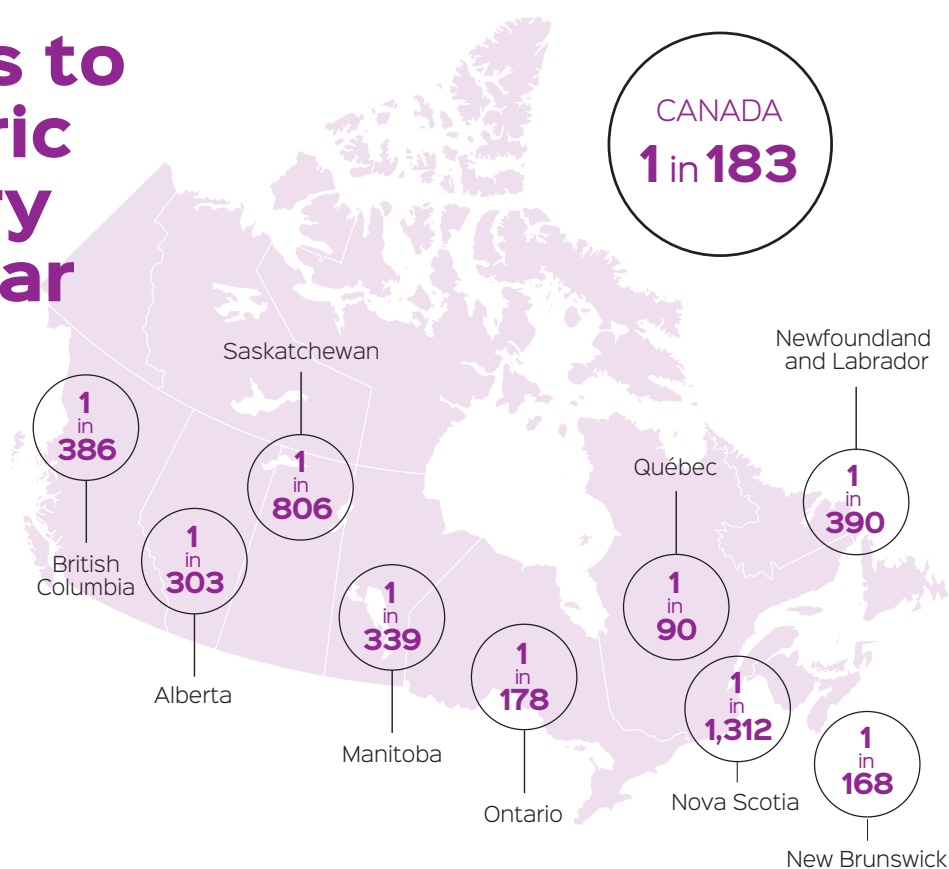 s to
ric
ry
ar
CANADA
1 in 183
Saskatchewan
Newfoundland
and Labrador
1
in
386
1
in
806
Québec
1
in
390
British
Columbia
1
in
303
1
in
339
1
in
90
Alberta
1
in
178
1
in
1,312
Manitoba
1
in
168
Ontario
Nova Scotia
New Brunswick